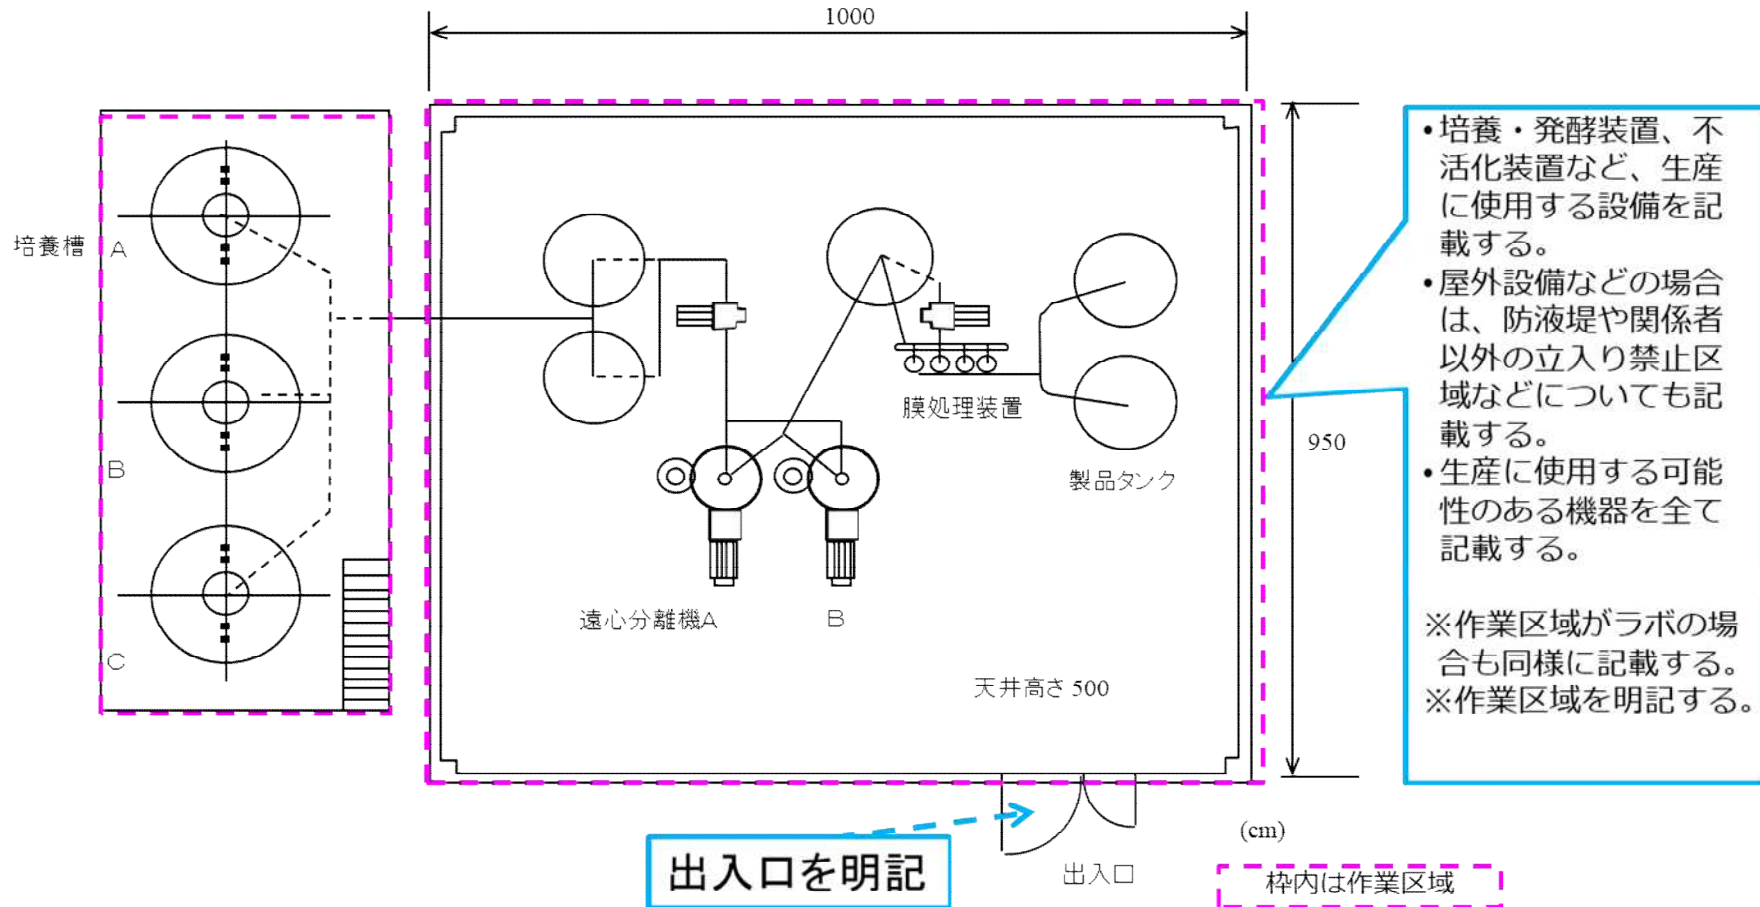 1000
培養槽 A
B
C
膜処理装置
製品タンク
遠心分離機A
B
天井高さ 500
950
・培養・発酵装置、不
活化装置など、生産
に使用する設備を記
載する。
・屋外設備などの場合
は、防液堤や関係者
以外の立入り禁止区
域などについても記
載する。
・生産に使用する可能
性のある機器を全て
記載する。
※作業区域がラボの場
合も同様に記載する。
※作業区域を明記する。
(cm)
出入口を明記
出入口
枠内は作業区域